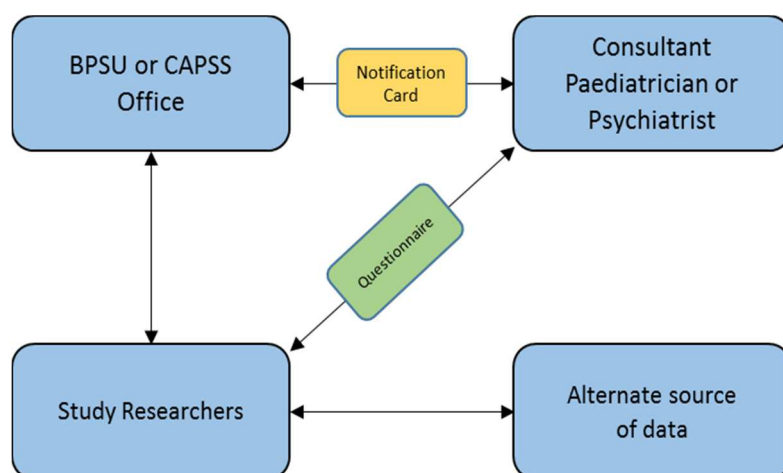 BPSU or CAPSS
Office
Notification
Card
Consultant
Paediatrician or
Psychiatrist
Questionnaire
Study Researchers
Alternate source
of data